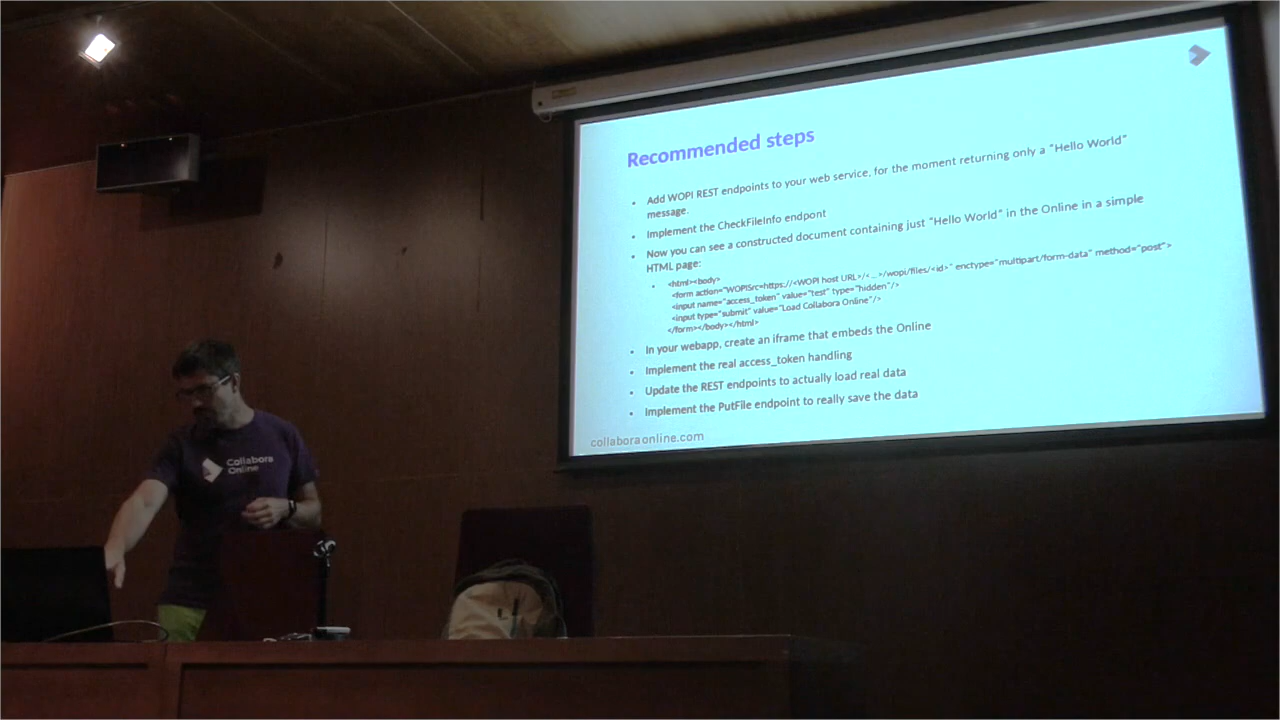 Recommended steps
• Add WOPI REST endpoints to your web service, for the moment returning only a "Hello World"
message.
• Implement the CheckFileInfo endpont
• Now you can see a constructed document containing just "Hello World" in the Online in a simple
HTML page:
• <html><body>
<form action="WOPISrc=https://<WOPI host URL>/<...>/wopi/files/<id>" enctype="multipart/form-data" method="post">
<input name="access_token" value="test" type="hidden"/>
<input type="submit" value="Load Collabora Online"/>
</form></body></html>
• In your webapp, create an iframe that embeds the Online
• Implement the real access_token handling
• Update the REST endpoints to actually load real data
• Implement the PutFile endpoint to really save the data
collaboraonline.com
Collabora
Online